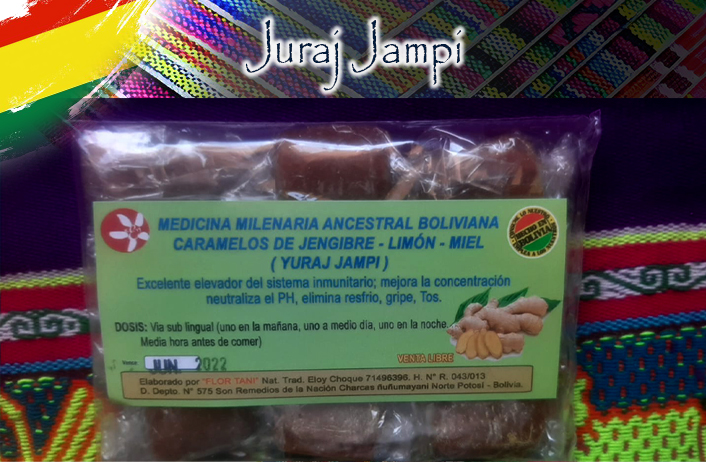 Juraj Jampi
MEDICINA MILENARIA ANCESTRAL BOLIVIANA
CARAMELOS DE JENGIBRE - LIMÓN - MIEL
( YURAJ JAMPI )
Excelente elevador del sistema inmunitario; mejora la concentración
neutraliza el PH, elimina resfrio, gripe, Tos.
DOSIS: Via sub lingual (uno en la mañana, uno a medio dia, uno en la noche.
Media hora antes de comer)
VENTA LIBRE
JUN 2022
Elaborado por "FLOR TANI" Nat. Trad. Eloy Choque 71496396. H. N° R. 043/013
D. Depto. N° 575 Son Remedios de la Nación Charcas ñuñumayani Norte Potosí - Bolivia.